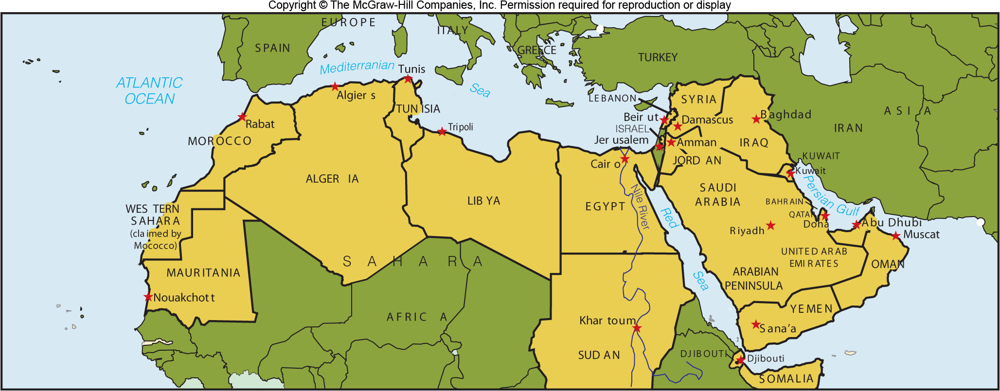 Copyright © The McGraw-Hill Companies, Inc. Permission required for reproduction or display
EUROPE
ITALY
SPAIN
GREECE
TURKEY
Mediterranian
Sea
ATLANTIC
OCEAN
Tunis
Algier s
TUN ISIA
Rabat
MOROCCO
Tripoli
LEBANON
SYRIA
Beir ut
Damascus
Baghdad
ASIA
ISRAEL
IRAN
Jer usalem
Amman
IRAQ
Cair o
JORD AN
KUWAIT
Kuwait
ALGER IA
LIB YA
EGYPT
Nile River
Red
Sea
SAUDI
ARABIA
Persian Gulf
BAHRAIN
QATAR
Doha
Abu Dhubi
Riyadh
Muscat
WES TERN
SAHARA
(cla imed by
Mococco)
UNITED ARAB
EMIRATES
OMAN
SAHARA
MAURITANIA
ARABIAN
PENINSULA
Nouakchot t
AFRIC A
YEMEN
Khar toum
Sana’a
SUD AN
DJIBOUTI
Djibouti
SOMALIA